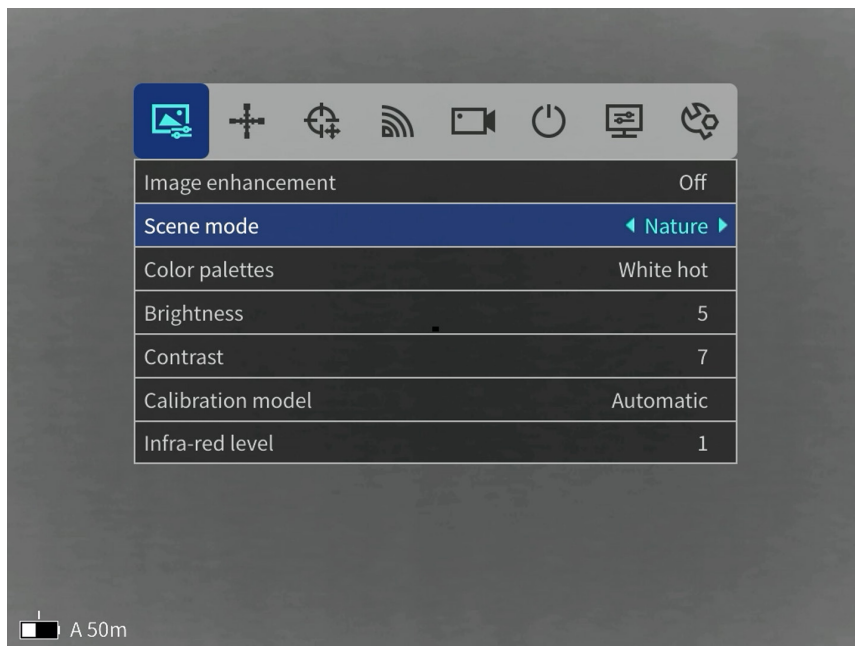 Image enhancement Off
Scene mode Nature
Color palettes White hot
Brightness 5
Contrast 7
Calibration model Automatic
Infra-red level 1
A 50m